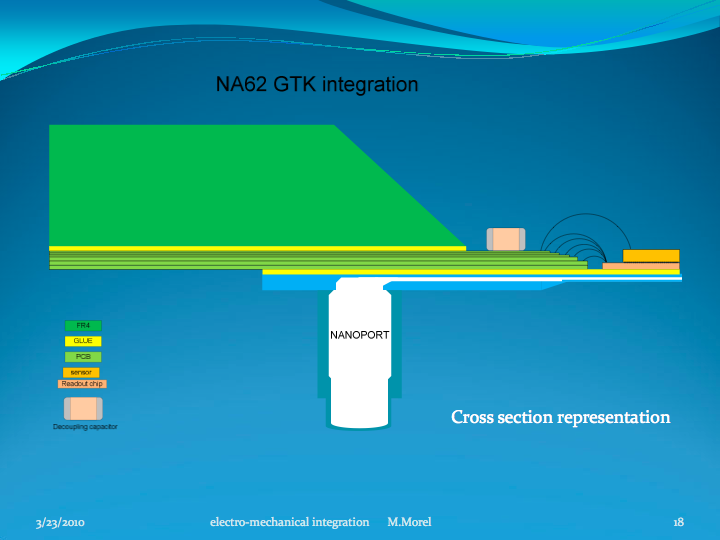 NA62 GTK integration
NANOPORT
FR4
GLUE
PCB
sensor
Readout chip
Decoupling capacitor
Cross section representation
3/23/2010
electro-mechanical integration M.Morel
18